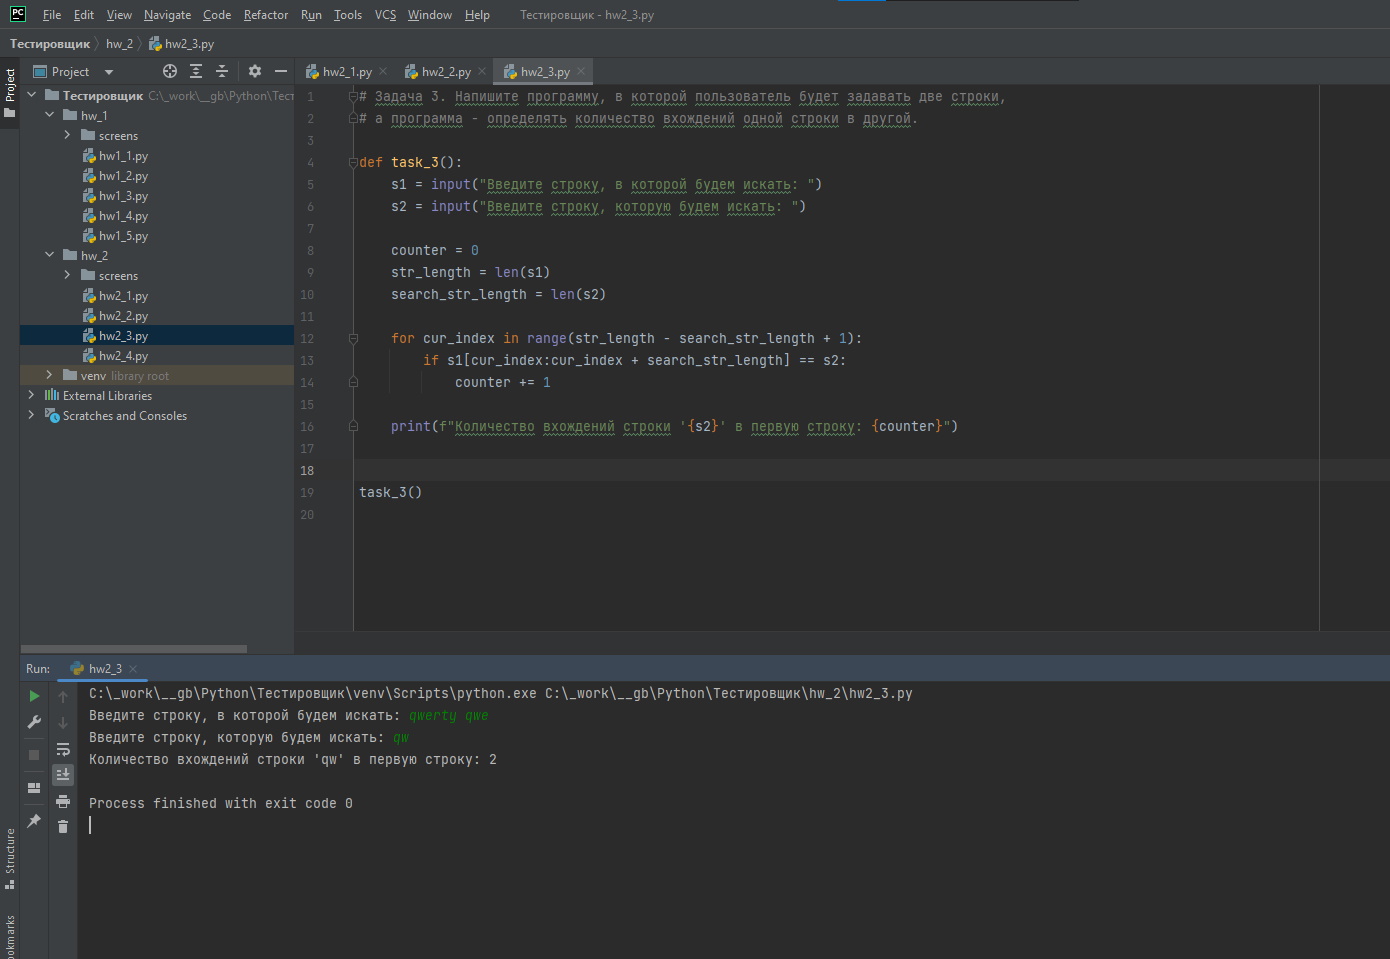 PC File Edit View Navigate Code Refactor Run Tools VCS Window Help Тестировщик - hw2_3.py
Тестировщик hw_2 hw2_3.py
Project
Project
hw2_1.py hw2_2.py hw2_3.py
Тестировщик C:\_work\__gb\Python\Тест
hw_1
screens
hw1_1.py
hw1_2.py
hw1_3.py
hw1_4.py
hw1_5.py
hw_2
screens
hw2_1.py
hw2_2.py
hw2_3.py
hw2_4.py
venv library root
External Libraries
Scratches and Consoles
1 # Задача 3. Напишите программу, в которой пользователь будет задавать две строки,
2 # а программа - определять количество вхождений одной строки в другой.
3
4 def task_3():
5 s1 = input("Введите строку, в которой будем искать: ")
6 s2 = input("Введите строку, которую будем искать: ")
7
8 counter = 0
9 str_length = len(s1)
10 search_str_length = len(s2)
11
12 for cur_index in range(str_length - search_str_length + 1):
13 if s1[cur_index:cur_index + search_str_length] == s2:
14 counter += 1
15
16 print(f"Количество вхождений строки '{s2}' в первую строку: {counter}")
17
18
19 task_3()
20
Run: hw2_3
C:\_work\__gb\Python\Тестировщик\venv\Scripts\python.exe C:\_work\__gb\Python\Тестировщик\hw_2\hw2_3.py
Введите строку, в которой будем искать: qwerty qwe
Введите строку, которую будем искать: qw
Количество вхождений строки 'qw' в первую строку: 2
Process finished with exit code 0
Structure
okmarks